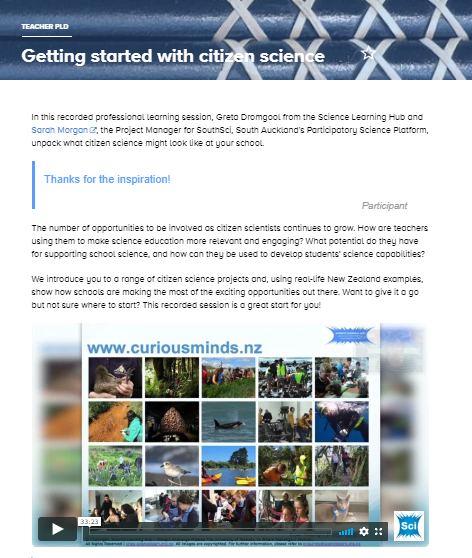 TEACHER PLD
Getting started with citizen science
In this recorded professional learning session, Greta Dromgool from the Science Learning Hub and
Sarah Morgan, the Project Manager for SouthSci, South Auckland's Participatory Science Platform,
unpack what citizen science might look like at your school.
Thanks for the inspiration!
Participant
The number of opportunities to be involved as citizen scientists continues to grow. How are teachers
using them to make science education more relevant and engaging? What potential do they have
for supporting school science, and how can they be used to develop students' science capabilities?
We introduce you to a range of citizen science projects and, using real-life New Zealand examples,
show how schools are making the most of the exciting opportunities out there. Want to give it a go
but not sure where to start? This recorded session is a great start for you!
www.curiousminds.nz
33:23
Sci